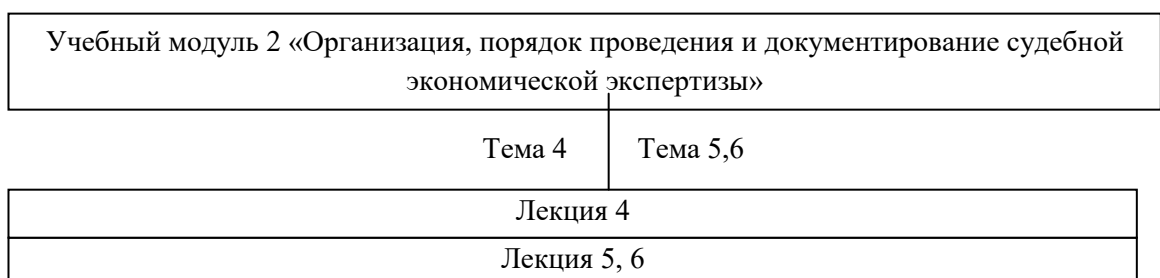 Учебный модуль 2 «Организация, порядок проведения и документирование судебной
экономической экспертизы»
Тема 4 Тема 5,6
Лекция 4
Лекция 5, 6